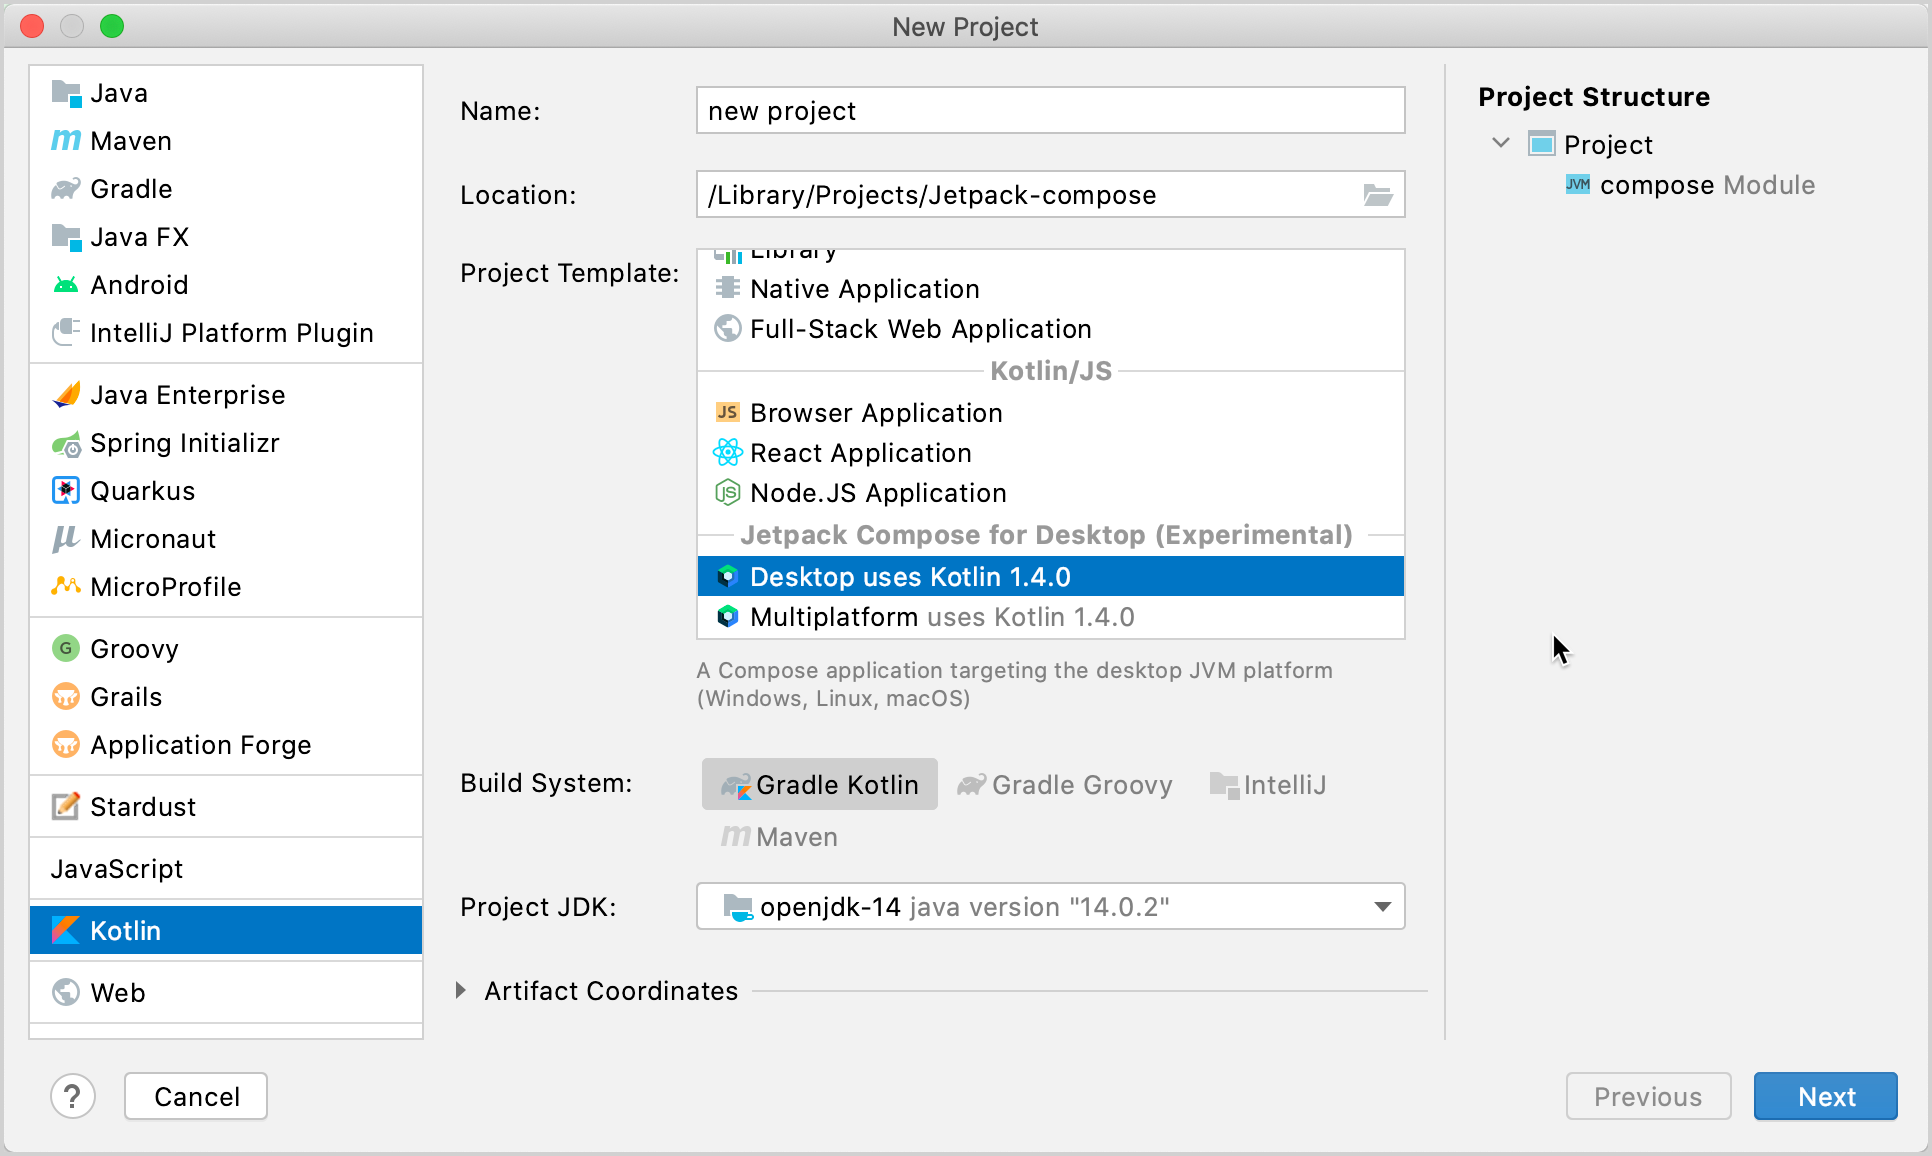 New Project
Java
Maven
Gradle
Java FX
Android
IntelliJ Platform Plugin
Java Enterprise
Spring Initializr
Quarkus
Micronaut
MicroProfile
G Groovy
Grails
Application Forge
Stardust
JavaScript
Kotlin
Web
? Cancel
Name: new project
Location: /Library/Projects/Jetpack-compose
Project Template:
Library
Native Application
Full-Stack Web Application
Kotlin/JS
JS Browser Application
React Application
JS Node.JS Application
Jetpack Compose for Desktop (Experimental)
Desktop uses Kotlin 1.4.0
Multiplatform uses Kotlin 1.4.0
A Compose application targeting the desktop JVM platform
(Windows, Linux, macOS)
Build System: Gradle Kotlin Gradle Groovy IntelliJ
Maven
Project JDK: openjdk-14 java version "14.0.2"
Artifact Coordinates
Project Structure
Project
JVM compose Module
Previous Next